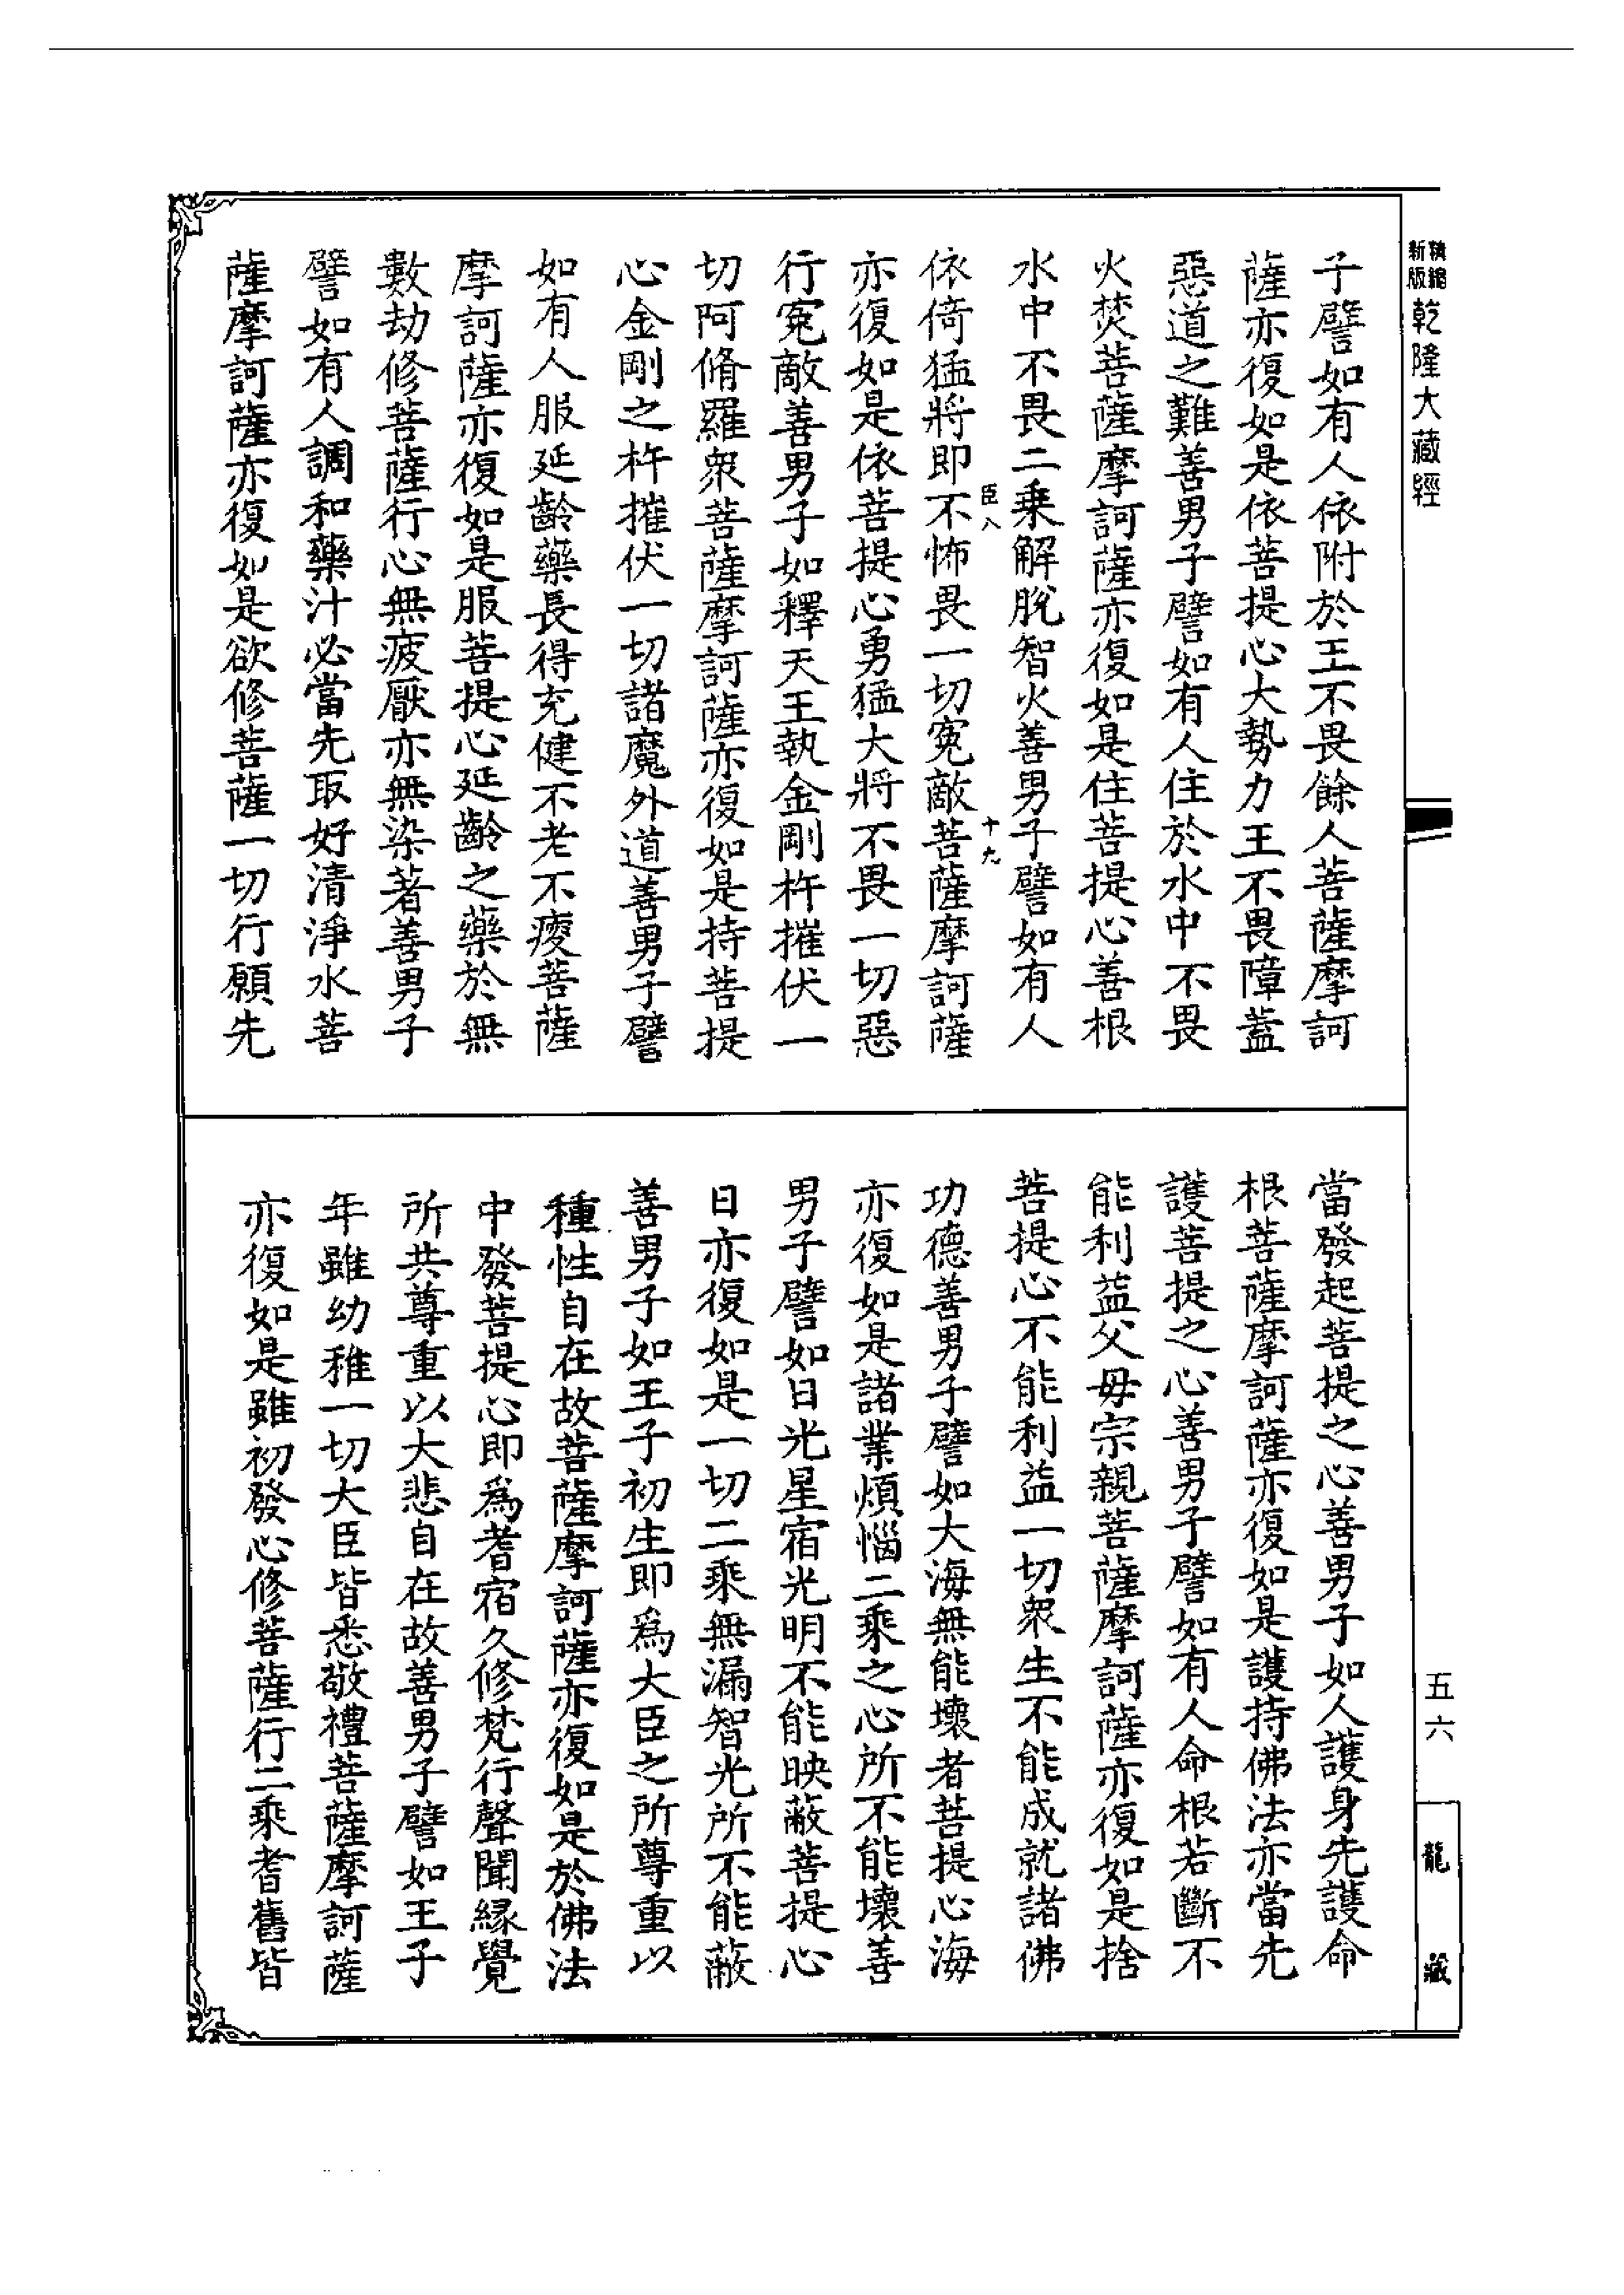 精縮新版乾隆大藏經
子譬如有人依附於王不畏餘人菩薩摩訶
薩亦復如是依菩提心大勢力王不畏障蓋
惡道之難善男子譬如有人住於水中不畏
火焚菩薩摩訶薩亦復如是住菩提心善根
水中不畏二乗解脫智火善男子譬如有人
臣八 十九
依倚猛將即不怖畏一切寃敵菩薩摩訶薩
亦復如是依菩提心勇猛大將不畏一切惡
行寃敵善男子如釋天王執金剛杵摧伏一
切阿脩羅衆菩薩摩訶薩亦復如是持菩提
心金剛之杵摧伏一切諸魔外道善男子譬
如有人服延齡藥長得充健不老不瘦菩薩
摩訶薩亦復如是服菩提心延齡之藥於無
數劫修菩薩行心無疲厭亦無染著善男子
譬如有人調和藥汁必當先取好清淨水菩
薩摩訶薩亦復如是欲修菩薩一切行願先
當發起菩提之心善男子如人護身先護命
根菩薩摩訶薩亦復如是護持佛法亦當先
護菩提之心善男子譬如有人命根若斷不
能利益父母宗親菩薩摩訶薩亦復如是捨
菩提心不能利益一切衆生不能成就諸佛
功德善男子譬如大海無能壞者菩提心海
亦復如是諸業煩惱二乘之心所不能壞善
男子譬如日光星宿光明不能映蔽菩提心
日亦復如是一切二乘無漏智光所不能蔽
善男子如王子初生即爲大臣之所尊重以
種性自在故菩薩摩訶薩亦復如是於佛法
中發菩提心即爲耆宿久修梵行聲聞緣覺
所共尊重以大悲自在故善男子譬如王子
年雖幼稚一切大臣皆悉敬禮菩薩摩訶薩
亦復如是雖初發心修菩薩行二乘耆舊皆
五六
龍藏